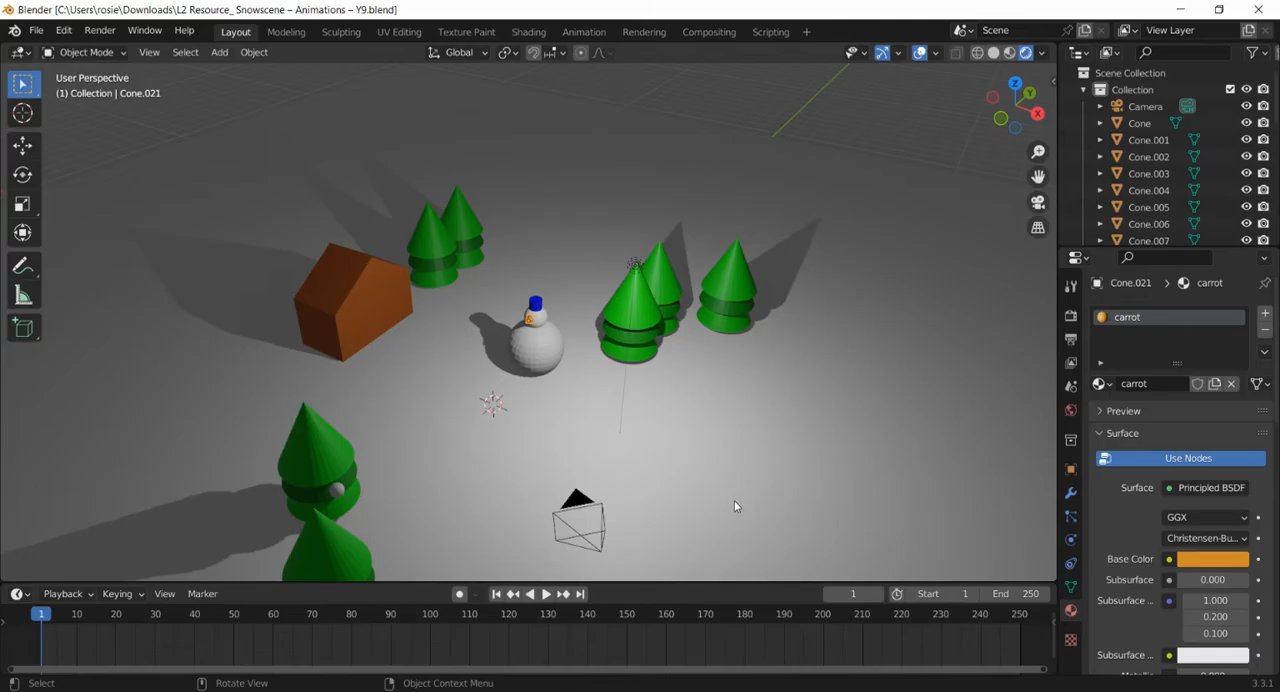 Blender [C:\Users\rosie\Downloads\L2 Resource_ Snowscene – Animations – Y9.blend]
File Edit Render Window Help Layout Modeling Sculpting UV Editing Texture Paint Shading Animation Rendering Compositing Scripting Scene View Layer
Object Mode View Select Add Object Global
User Perspective
(1) Collection | Cone.021
Z
Y
X
Scene Collection
Collection
Camera
Cone
Cone.001
Cone.002
Cone.003
Cone.004
Cone.005
Cone.006
Cone.007
Cone.021 carrot
carrot
carrot
Preview
Surface
Use Nodes
Surface Principled BSDF
GGX
Christensen-Bu...
Base Color
Subsurface 0.000
Subsurface ... 1.000
0.200
0.100
Subsurface ...
Playback Keying View Marker 1 Start 1 End 250
1 10 20 30 40 50 60 70 80 90 100 110 120 130 140 150 160 170 180 190 200 210 220 230 240 250
Select Rotate View Object Context Menu 3.3.1